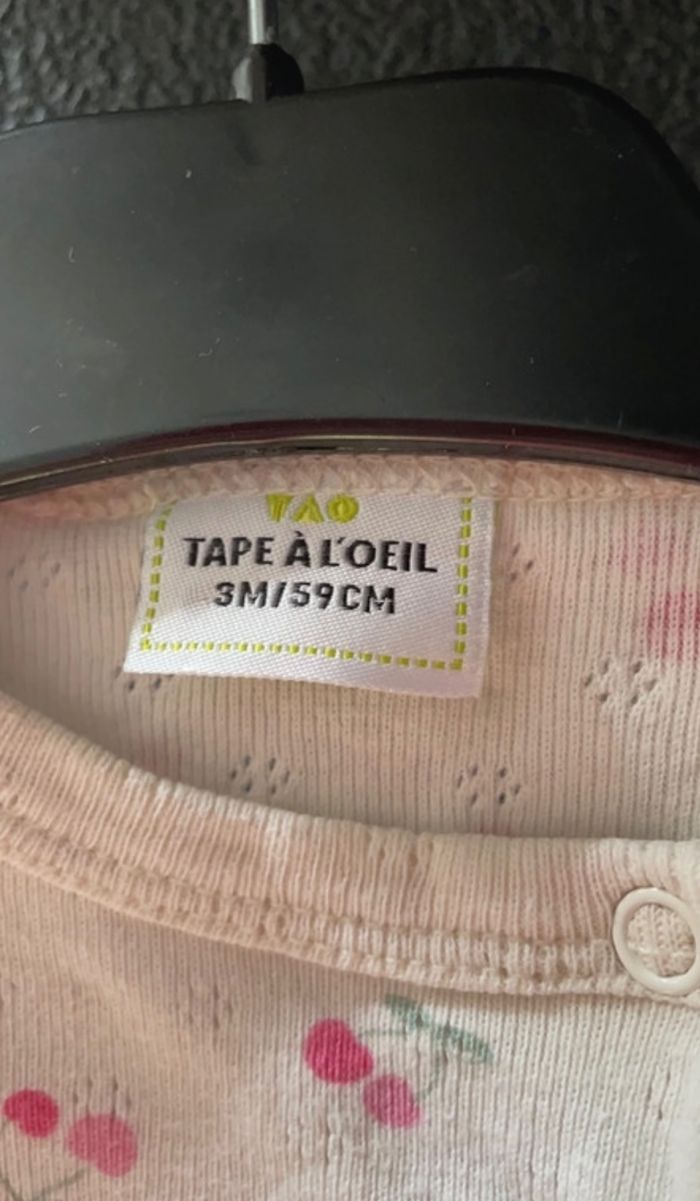 TAO
TAPE À L'OEIL
3M/59CM